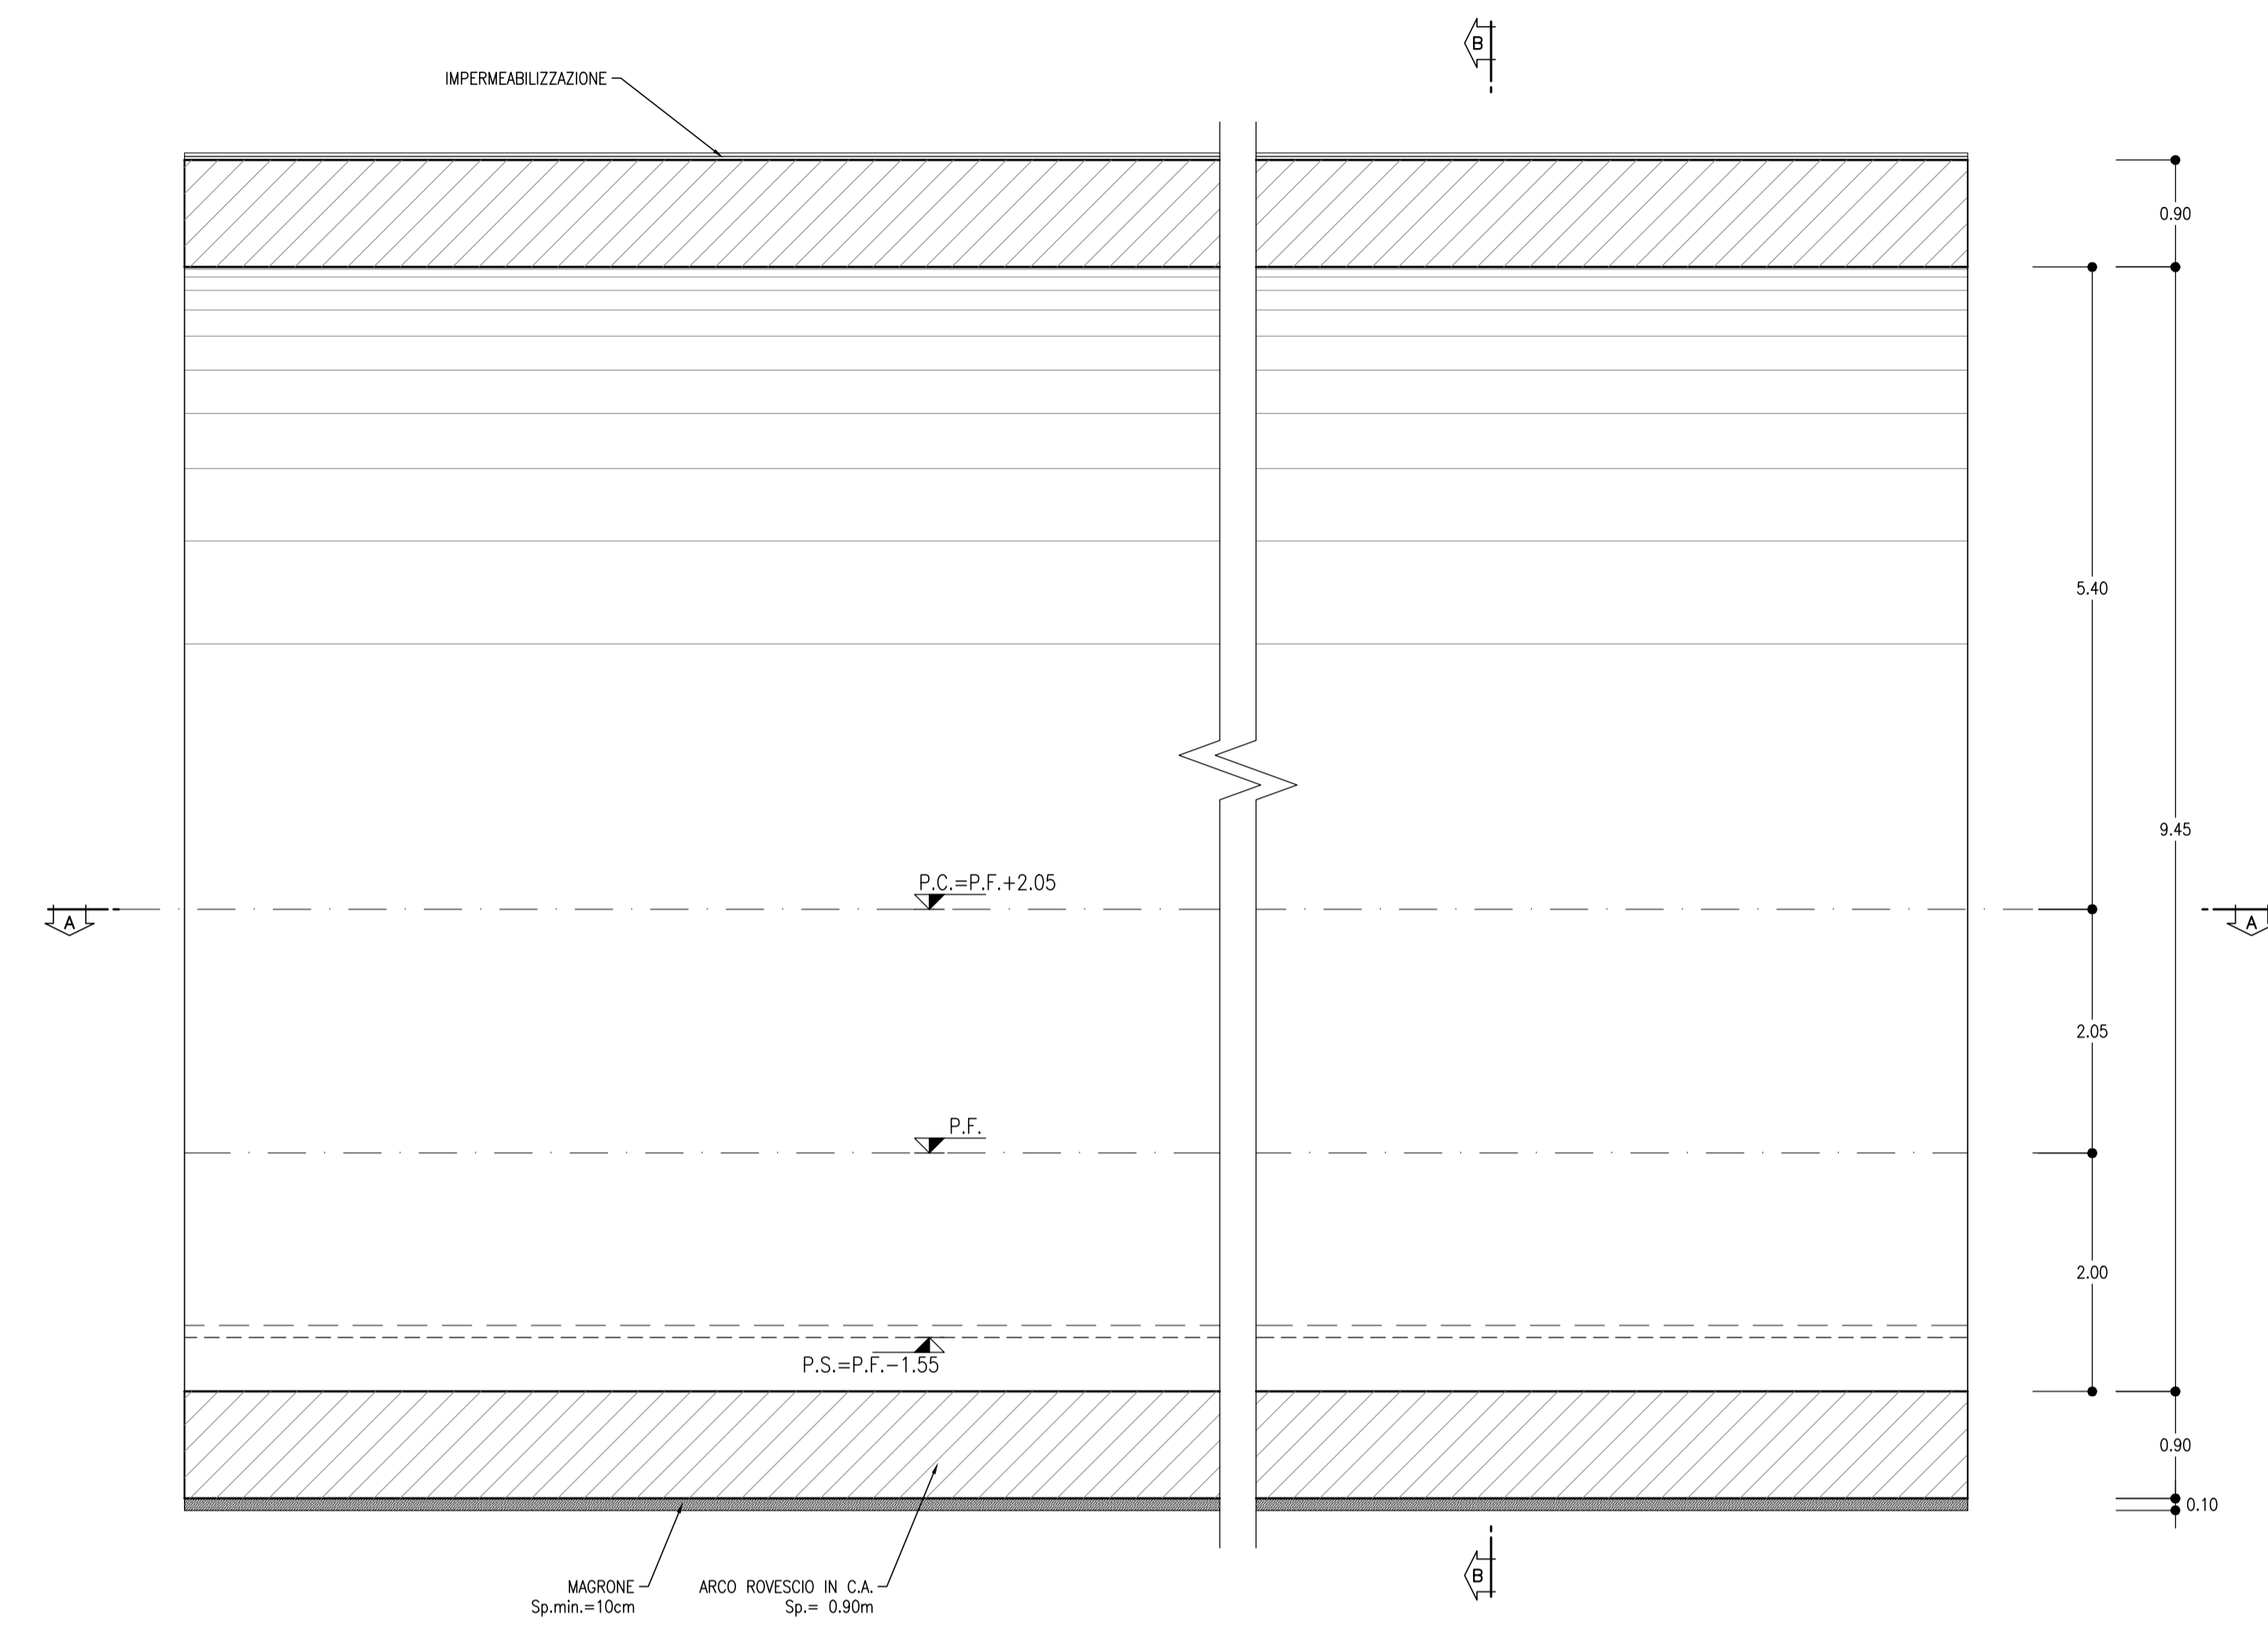 B
IMPERMEABILIZZAZIONE
0.90
5.40
9.45
P.C.=P.F.+2.05
A
A
2.05
P.F.
2.00
P.S.=P.F.-1.55
0.90
0.10
B
MAGRONE
Sp.min.=10cm
ARCO ROVESCIO IN C.A.
Sp.= 0.90m